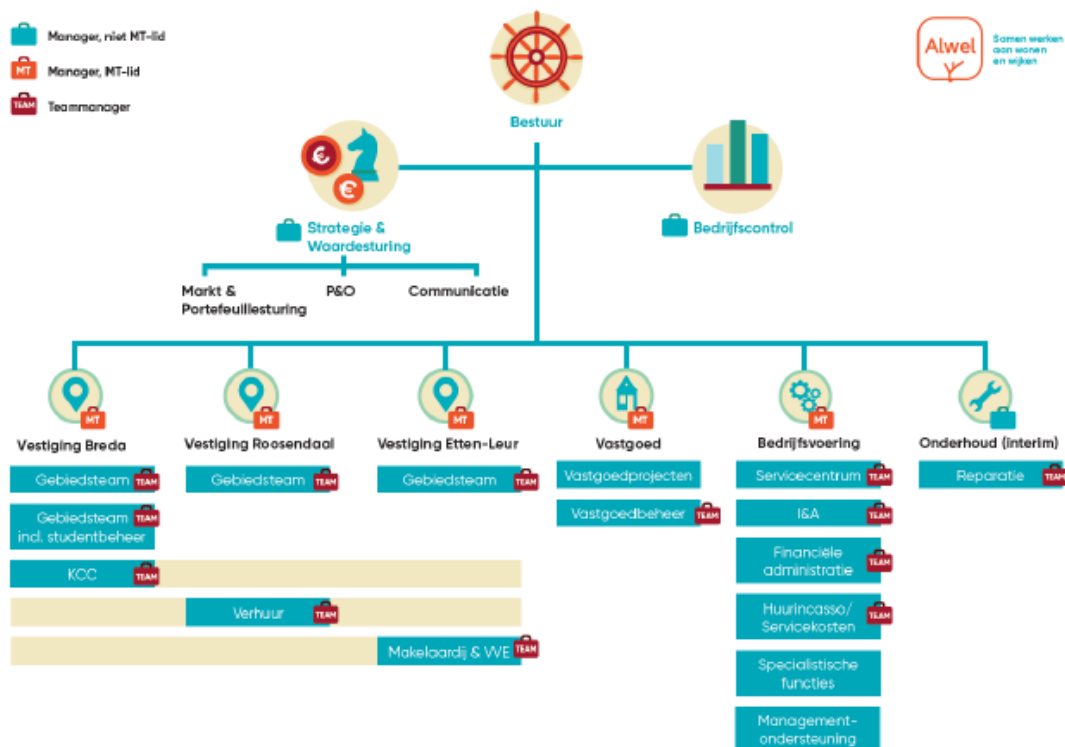 Manager, niet MT-lid
MT
Manager, MT-lid
TEAM
Teammanager
Bestuur
Alwel
Samen werken
aan wonen
en wijken
Strategie &
Waardesturing
Bedrijfscontrol
Markt &
Portefeuillesturing
P&O
Communicatie
MT
MT
MT
MT
MT
Vestiging Breda
Vestiging Roosendaal
Vestiging Etten-Leur
Vastgoed
Bedrijfsvoering
Onderhoud (interim)
Gebiedsteam
TEAM
Gebiedsteam
TEAM
Gebiedsteam
TEAM
Vastgoedprojecten
Servicecentrum
TEAM
Reparatie
TEAM
Gebiedsteam
incl. studentbeheer
TEAM
Vastgoedbeheer
TEAM
I&A
TEAM
KCC
TEAM
Financiële
administratie
TEAM
Verhuur
TEAM
Huurincasso/
Servicekosten
TEAM
Makelaardij & VVE
TEAM
Specialistische
functies
Management-
ondersteuning